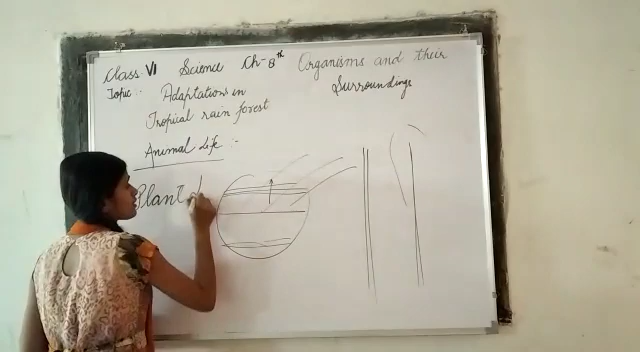 Class VI Science Ch-8th Organisms and their
Surroundings
Topic :- Adaptations in
Tropical rain forest
Animal Life :-
Plant